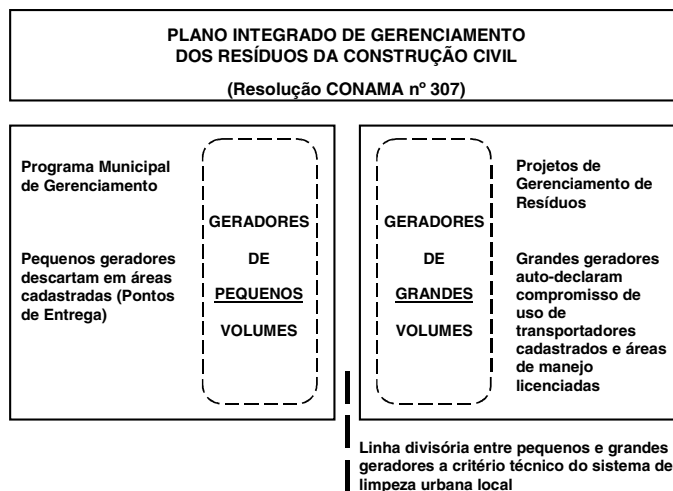 PLANO INTEGRADO DE GERENCIAMENTO
DOS RESÍDUOS DA CONSTRUÇÃO CIVIL
(Resolução CONAMA nº 307)
Programa Municipal
de Gerenciamento
Pequenos geradores
descartam em áreas
cadastradas (Pontos
de Entrega)
GERADORES
DE
PEQUENOS
VOLUMES
GERADORES
DE
GRANDES
VOLUMES
Projetos de
Gerenciamento de
Resíduos
Grandes geradores
auto-declaram
compromisso de
uso de
transportadores
cadastrados e áreas
de manejo
licenciadas
Linha divisória entre pequenos e grandes
geradores a critério técnico do sistema de
limpeza urbana local